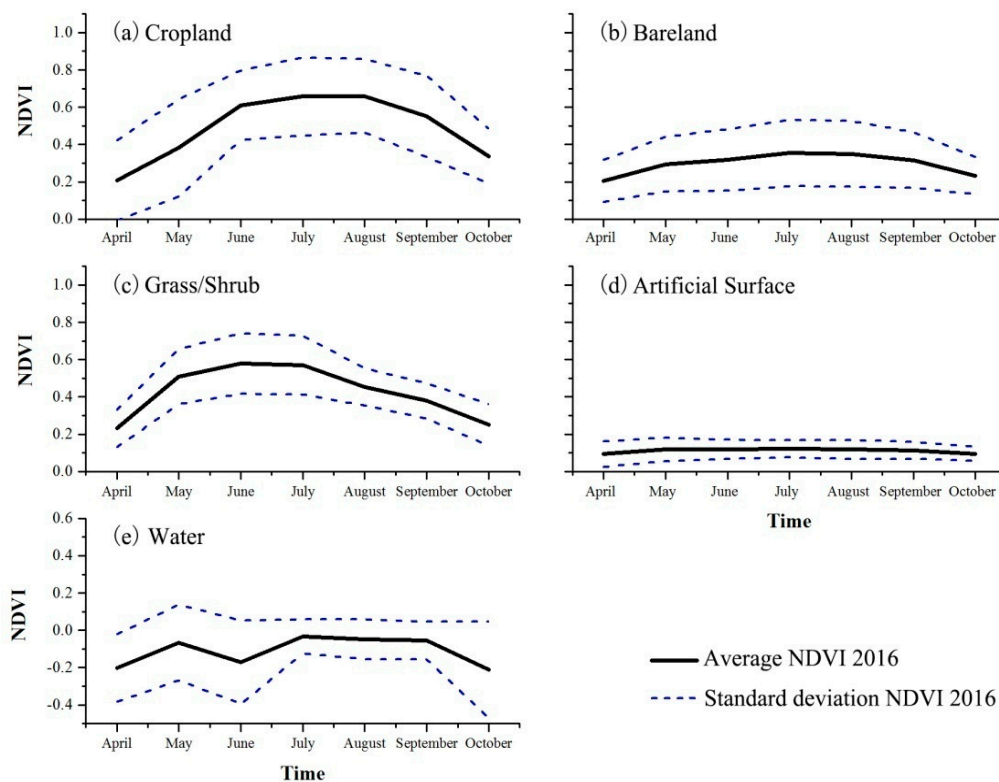 (a) Cropland
NDVI
1.0
0.8
0.6
0.4
0.2
0.0
April May June July August September October
(b) Bareland
April May June July August September October
(c) Grass/Shrub
NDVI
1.0
0.8
0.6
0.4
0.2
0.0
April May June July August September October
(d) Artificial Surface
April May June July August September October
Time
(e) Water
NDVI
0.6
0.4
0.2
0.0
-0.2
-0.4
April May June July August September October
Time
Average NDVI 2016
Standard deviation NDVI 2016